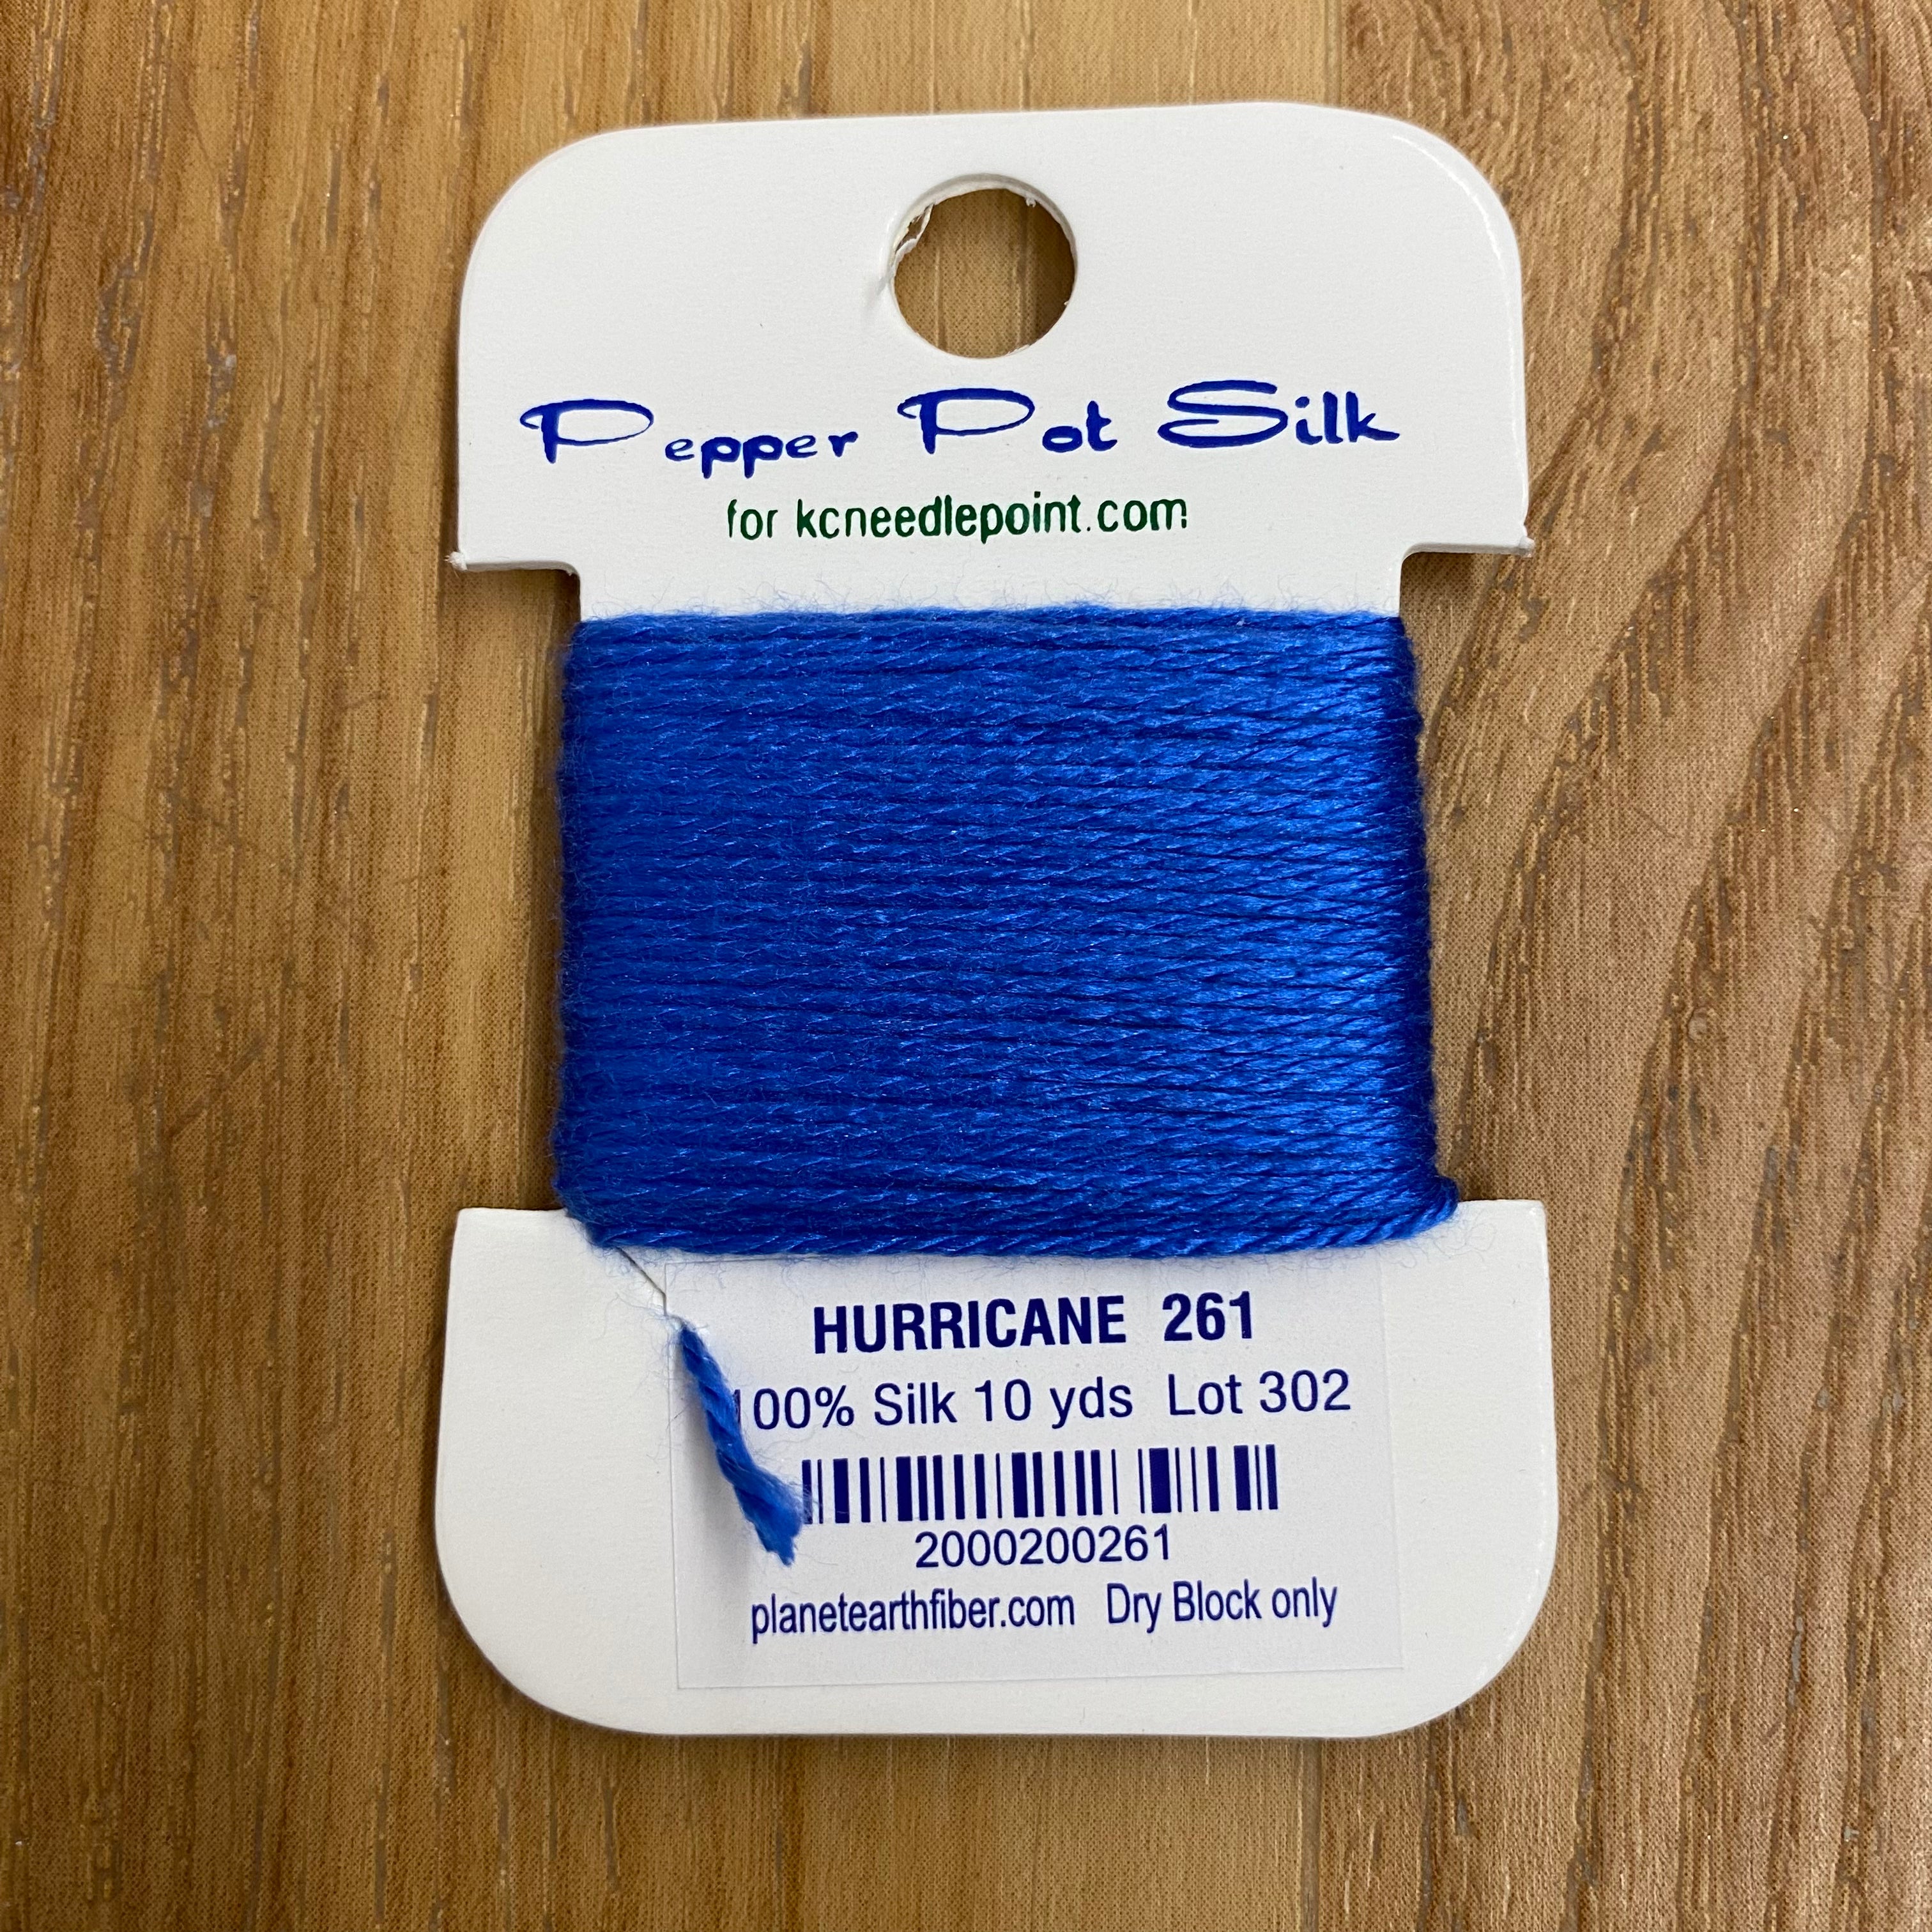 Pepper Pot Silk
for kcneedlepoint.com
HURRICANE 261
100% Silk 10 yds Lot 302
2000200261
planetearthfiber.com Dry Block only